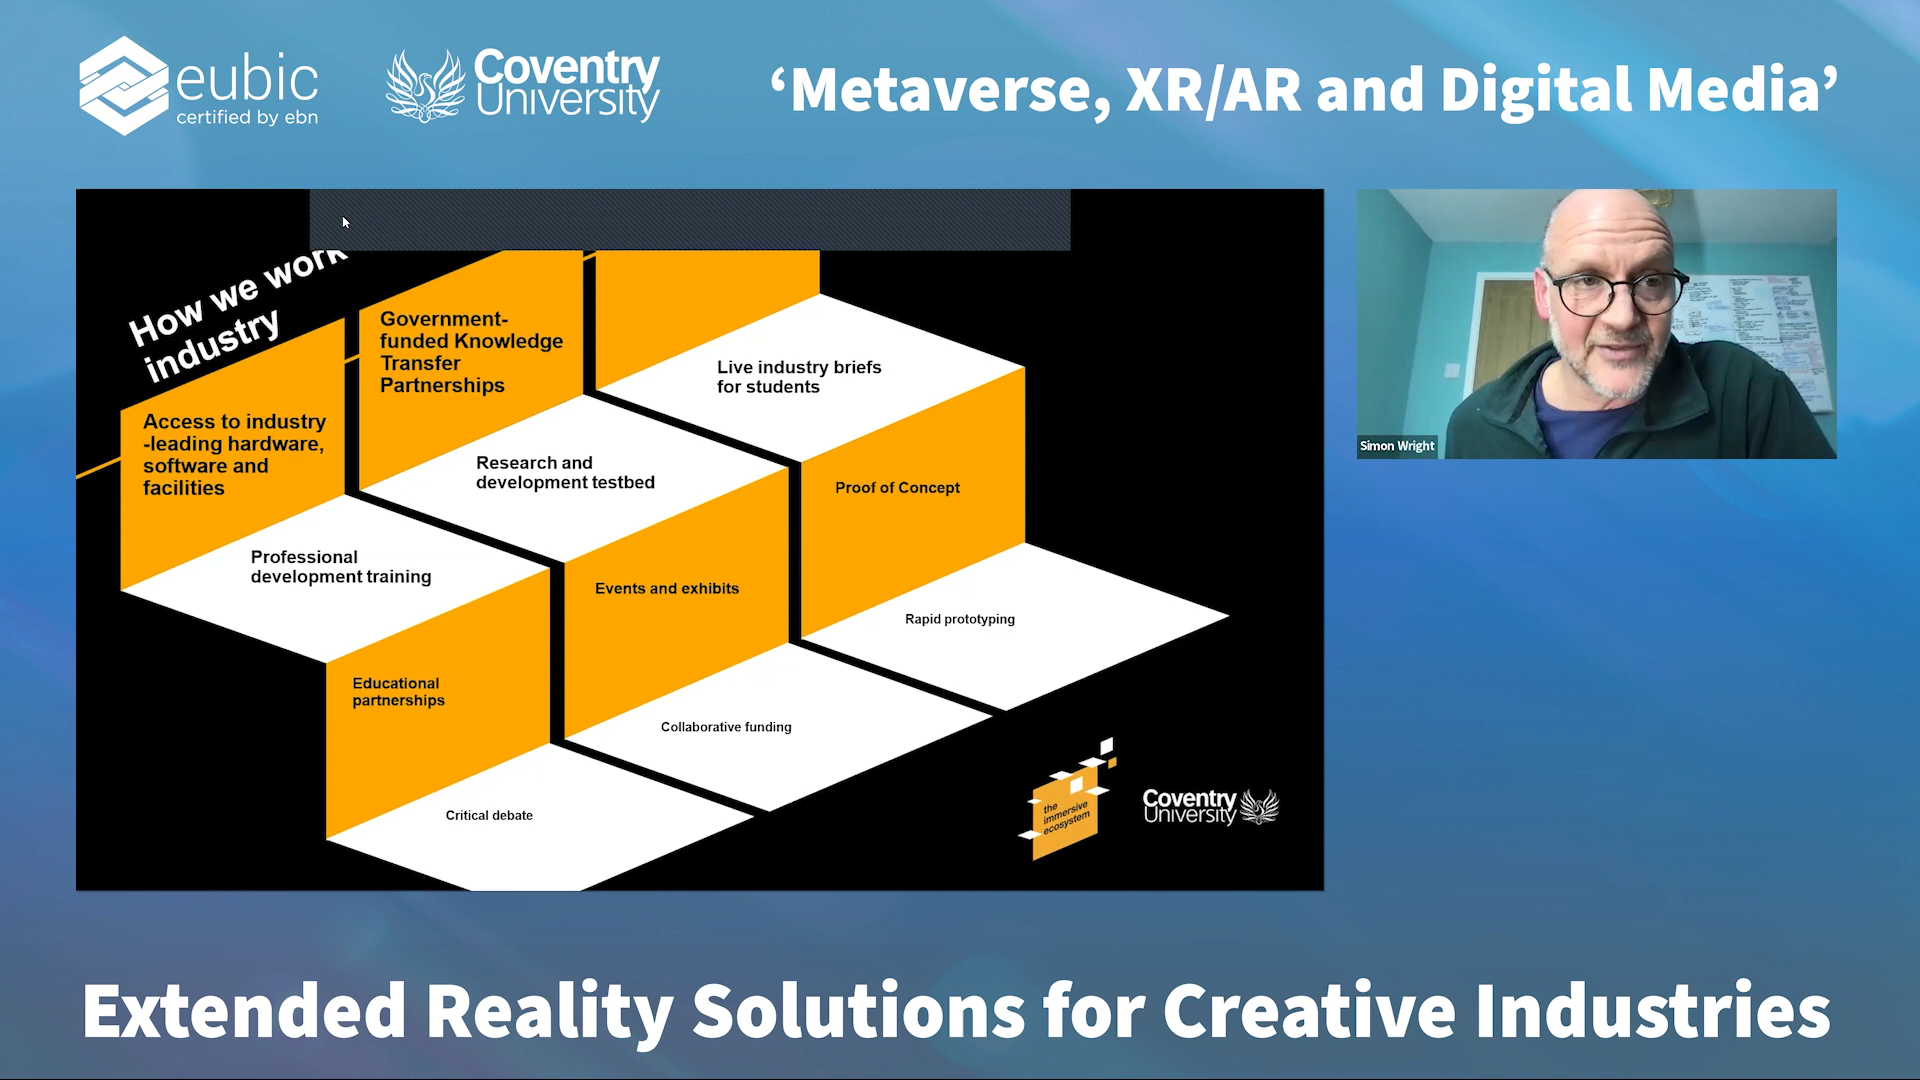 eubic
certified by ebn
Coventry
University
‘Metaverse, XR/AR and Digital Media’
How we work
industry
Government-
funded Knowledge
Transfer
Partnerships
Live industry briefs
for students
Access to industry
-leading hardware,
software and
facilities
Research and
development testbed
Proof of Concept
Professional
development training
Events and exhibits
Rapid prototyping
Educational
partnerships
Collaborative funding
Critical debate
the
immersive
ecosystem
Coventry
University
Simon Wright
Extended Reality Solutions for Creative Industries